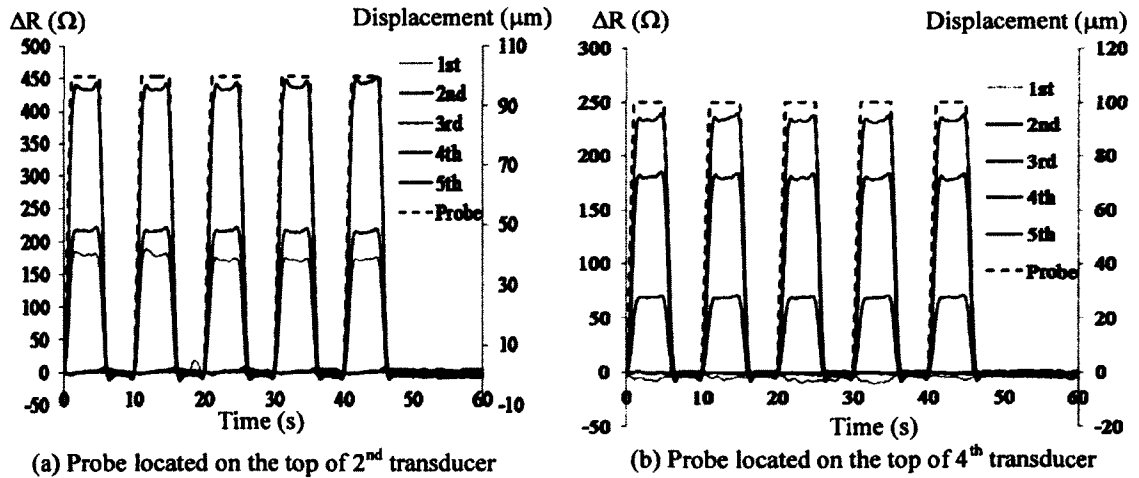 ΔR (Ω)
Displacement (μm)
500
450
400
350
300
250
200
150
100
50
0
-50
110
90
70
50
30
10
-10
1st
2nd
3rd
4th
5th
Probe
0
10
20
30
40
50
60
Time (s)
(a) Probe located on the top of 2nd transducer
ΔR (Ω)
Displacement (μm)
300
250
200
150
100
50
0
-50
120
100
80
60
40
20
0
-20
1st
2nd
3rd
4th
5th
Probe
0
10
20
30
40
50
60
Time (s)
(b) Probe located on the top of 4th transducer